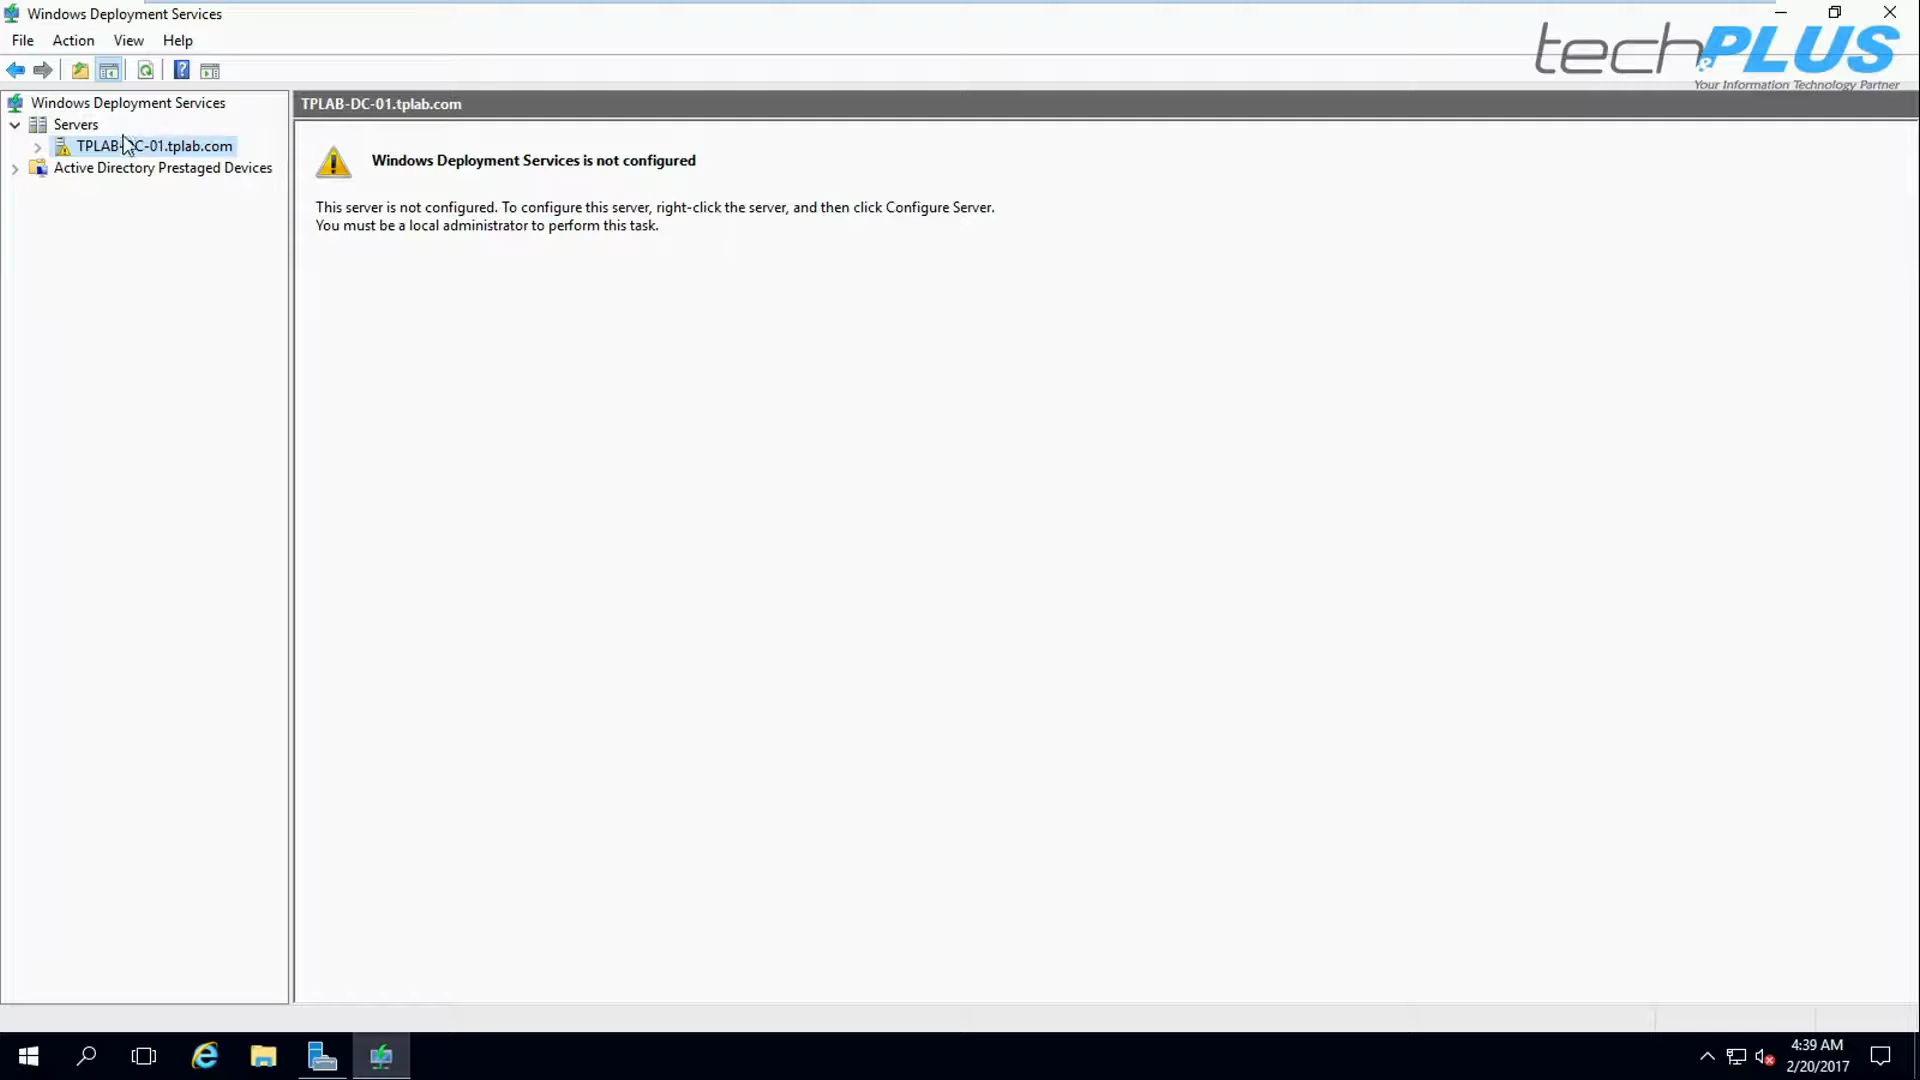 Windows Deployment Services
File Action View Help
tech&PLUS
Your Information Technology Partner
Windows Deployment Services
Servers
TPLAB-DC-01.tplab.com
Active Directory Prestaged Devices
TPLAB-DC-01.tplab.com
Windows Deployment Services is not configured
This server is not configured. To configure this server, right-click the server, and then click Configure Server.
You must be a local administrator to perform this task.
4:39 AM
2/20/2017